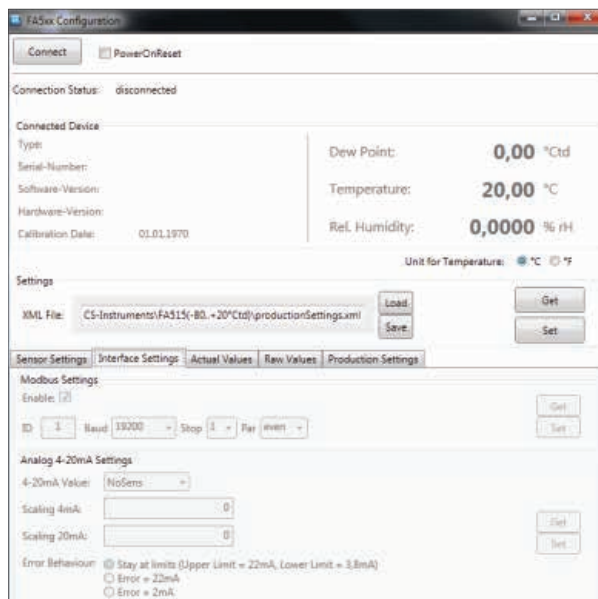 FA5xx Configuration
Connect PowerOnReset
Connection Status: disconnected
Connected Device
Type:
Serial-Number:
Software-Version:
Hardware-Version:
Calibration Date: 01.01.1970
Dew Point: 0,00 °Ctd
Temperature: 20,00 °C
Rel. Humidity: 0,0000 % rH
Unit for Temperature: °C °F
Settings
XML File: CS-Instruments\FA515(-80..+20°Ctd)\productionSettings.xml
Load
Save
Get
Set
Sensor Settings Interface Settings Actual Values Raw Values Production Settings
Modbus Settings
Enable:
ID 1 Baud 19200 Stop 1 Par even
Get
Set
Analog 4-20mA Settings
4-20mA Value: NoSens
Scaling 4mA: 0
Scaling 20mA: 0
Get
Set
Error Behaviour: Stay at limits (Upper Limit = 22mA, Lower Limit = 3,8mA)
Error = 22mA
Error = 2mA